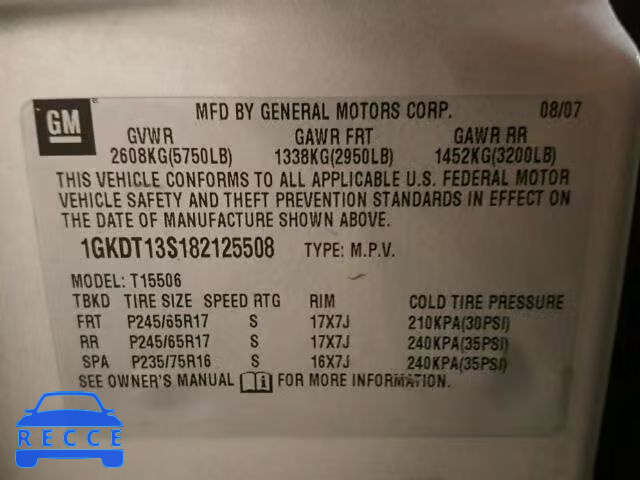 GM
MFD BY GENERAL MOTORS CORP. 08/07
GVWR GAWR FRT GAWR RR
2608KG(5750LB) 1338KG(2950LB) 1452KG(3200LB)
THIS VEHICLE CONFORMS TO ALL APPLICABLE U.S. FEDERAL MOTOR
VEHICLE SAFETY AND THEFT PREVENTION STANDARDS IN EFFECT ON
THE DATE OF MANUFACTURE SHOWN ABOVE.
1GKDT13S182125508 TYPE: M.P.V.
MODEL: T15506
TBKD TIRE SIZE SPEED RTG RIM COLD TIRE PRESSURE
FRT P245/65R17 S 17X7J 210KPA(30PSI)
RR P245/65R17 S 17X7J 240KPA(35PSI)
SPA P235/75R16 S 16X7J 240KPA(35PSI)
SEE OWNER'S MANUAL FOR MORE INFORMATION.
RECCE